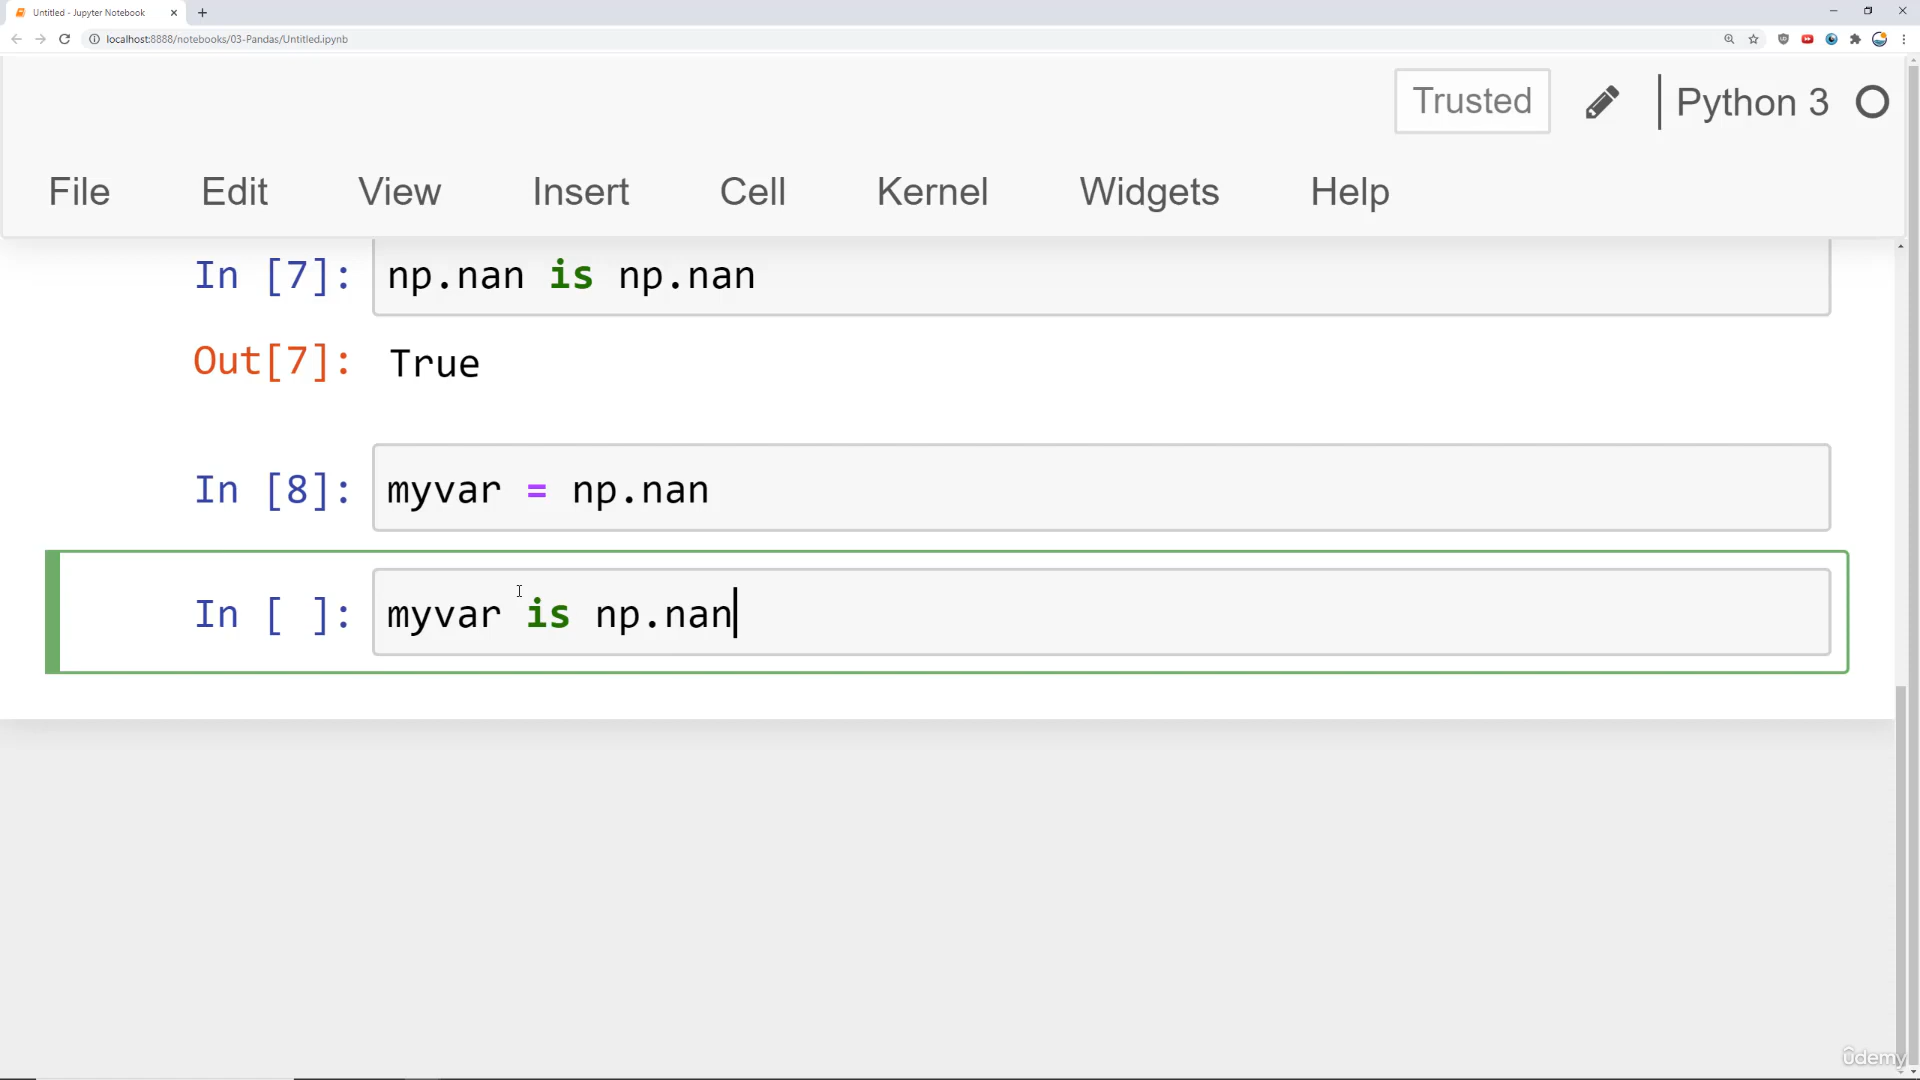 Untitled - Jupyter Notebook
localhost:8888/notebooks/03-Pandas/Untitled.ipynb
Trusted
Python 3
File Edit View Insert Cell Kernel Widgets Help
In [7]: np.nan is np.nan
Out[7]: True
In [8]: myvar = np.nan
In [ ]: myvar is np.nan
ûdemy